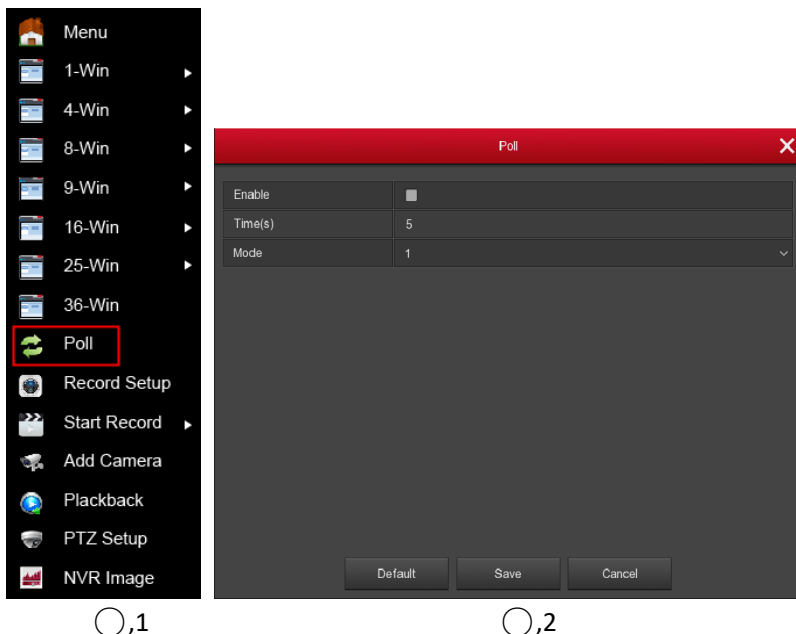 Menu
1-Win
4-Win
8-Win
9-Win
16-Win
25-Win
36-Win
Poll
Record Setup
Start Record
Add Camera
Plackback
PTZ Setup
NVR Image
Poll
Enable
Time(s) 5
Mode 1
Default Save Cancel
◯,1 ◯,2